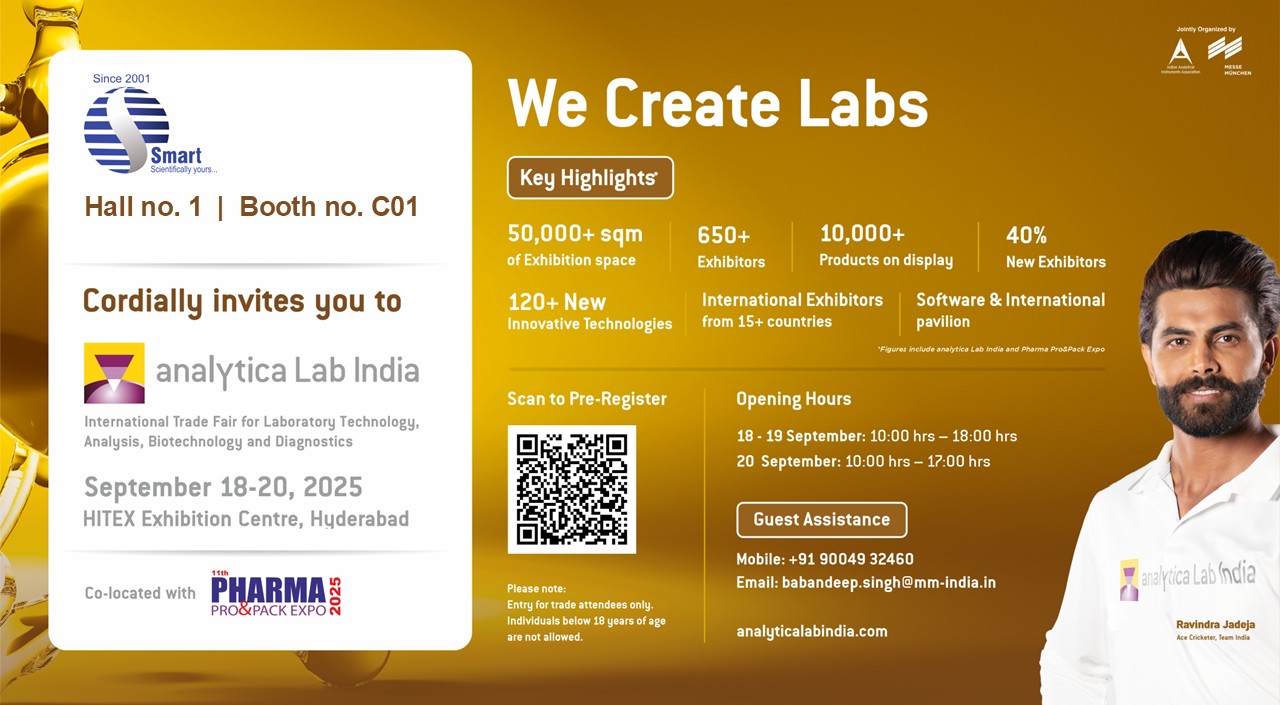 Since 2001
Smart
Scientifically yours...
Hall no. 1 | Booth no. C01
Cordially invites you to
analytica Lab India
International Trade Fair for Laboratory Technology,
Analysis, Biotechnology and Diagnostics
September 18-20, 2025
HITEX Exhibition Centre, Hyderabad
Co-located with
11th
PHARMA
PRO&PACK EXPO
2025
Jointly Organized by
Indian Analytical
Instruments Association
MESSE
MÜNCHEN
We Create Labs
Key Highlights*
50,000+ sqm
of Exhibition space
650+
Exhibitors
10,000+
Products on display
40%
New Exhibitors
120+ New
Innovative Technologies
International Exhibitors
from 15+ countries
Software & International
pavilion
*Figures include analytica Lab India and Pharma Pro&Pack Expo
Scan to Pre-Register
Please note:
Entry for trade attendees only.
Individuals below 18 years of age
are not allowed.
Opening Hours
18 - 19 September: 10:00 hrs – 18:00 hrs
20 September: 10:00 hrs – 17:00 hrs
Guest Assistance
Mobile: +91 90049 32460
Email: babandeep.singh@mm-india.in
analyticalabindia.com
analytica Lab India
Ravindra Jadeja
Ace Cricketer, Team India